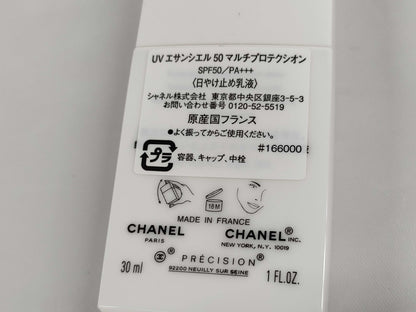 UV エサンシエル 50 マルチプロテクシオン
SPF50／PA+++
〈日やけ止め乳液〉
シャネル株式会社 東京都中央区銀座3-5-3
お問い合わせ 0120-52-5519
原産国フランス
●よく振ってからご使用ください。
#166000
プラ 容器、キャップ、中栓
18M
MADE IN FRANCE
CHANEL CHANEL® INC.
PARIS NEW YORK, N.Y. 10019
PRÉCISION®
92200 NEUILLY SUR SEINE
30 ml 1 FL.OZ.